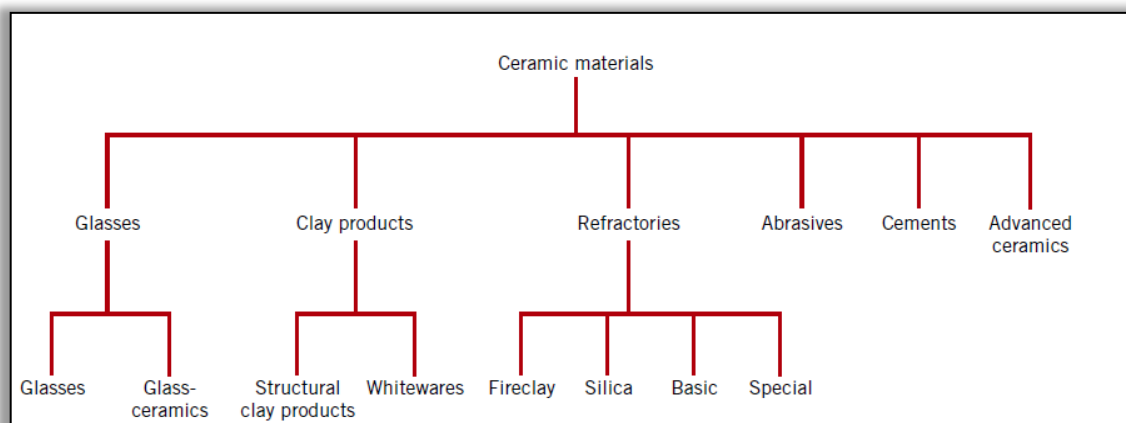 Ceramic materials
Glasses
Clay products
Refractories
Abrasives
Cements
Advanced
ceramics
Glasses
Glass-
ceramics
Structural
clay products
Whitewares
Fireclay
Silica
Basic
Special